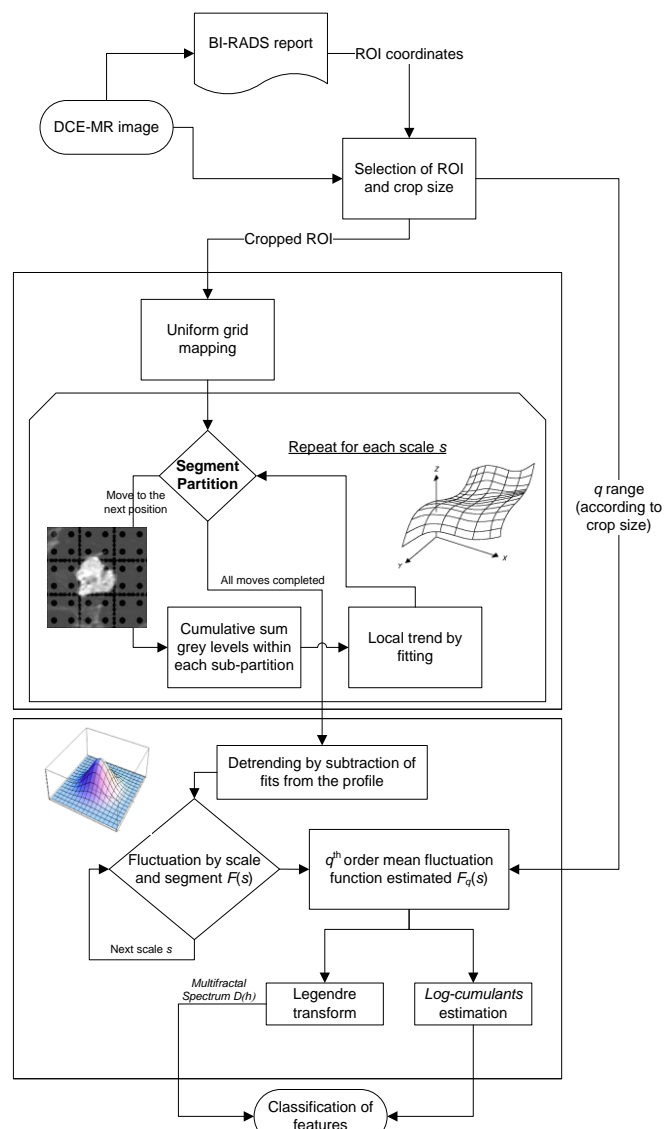 BI-RADS report
ROI coordinates
DCE-MR image
Selection of ROI
and crop size
Cropped ROI
Uniform grid
mapping
Repeat for each scale s
Segment
Partition
Move to the
next position
Z
Y
X
q range
(according to
crop size)
All moves completed
Cumulative sum
grey levels within
each sub-partition
Local trend by
fitting
Detrending by subtraction of
fits from the profile
Fluctuation by scale
and segment F(s)
qth order mean fluctuation
function estimated Fq(s)
Next scale s
Multifractal
Spectrum D(h)
Legendre
transform
Log-cumulants
estimation
Classification of
features